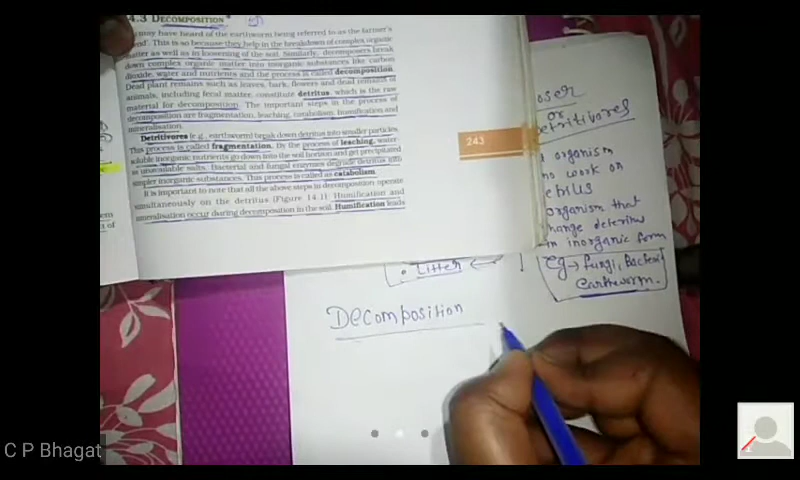 4.3 DECOMPOSITION
may have heard of the earthworm being referred to as the farmer's
This is so because they help in the breakdown of complex organic
matter as well as in loosening of the soil. Similarly, decomposers break
down complex organic matter into inorganic substances like carbon
dioxide, water and nutrients and the process is called decomposition.
Dead plant remains such as leaves, bark, flowers and dead remains of
animals, including fecal matter, constitute detritus, which is the raw
material for decomposition. The important steps in the process of
decomposition are fragmentation, leaching, catabolism, humification and
mineralisation.
Detritivores (e.g., earthworm) break down detritus into smaller particles.
This process is called fragmentation. By the process of leaching, water-
soluble inorganic nutrients go down into the soil horizon and get precipitated
as unavailable salts. Bacterial and fungal enzymes degrade detritus into
simpler inorganic substances. This process is called as catabolism.
It is important to note that all the above steps in decomposition operate
simultaneously on the detritus (Figure 14.1). Humification and
mineralisation occur during decomposition in the soil. Humification leads
243
or
Detritivores
organism
work on
organism that
in inorganic form
eg → fungi, Bacteria
earthworm.
Litter
Decomposition
C P Bhagat